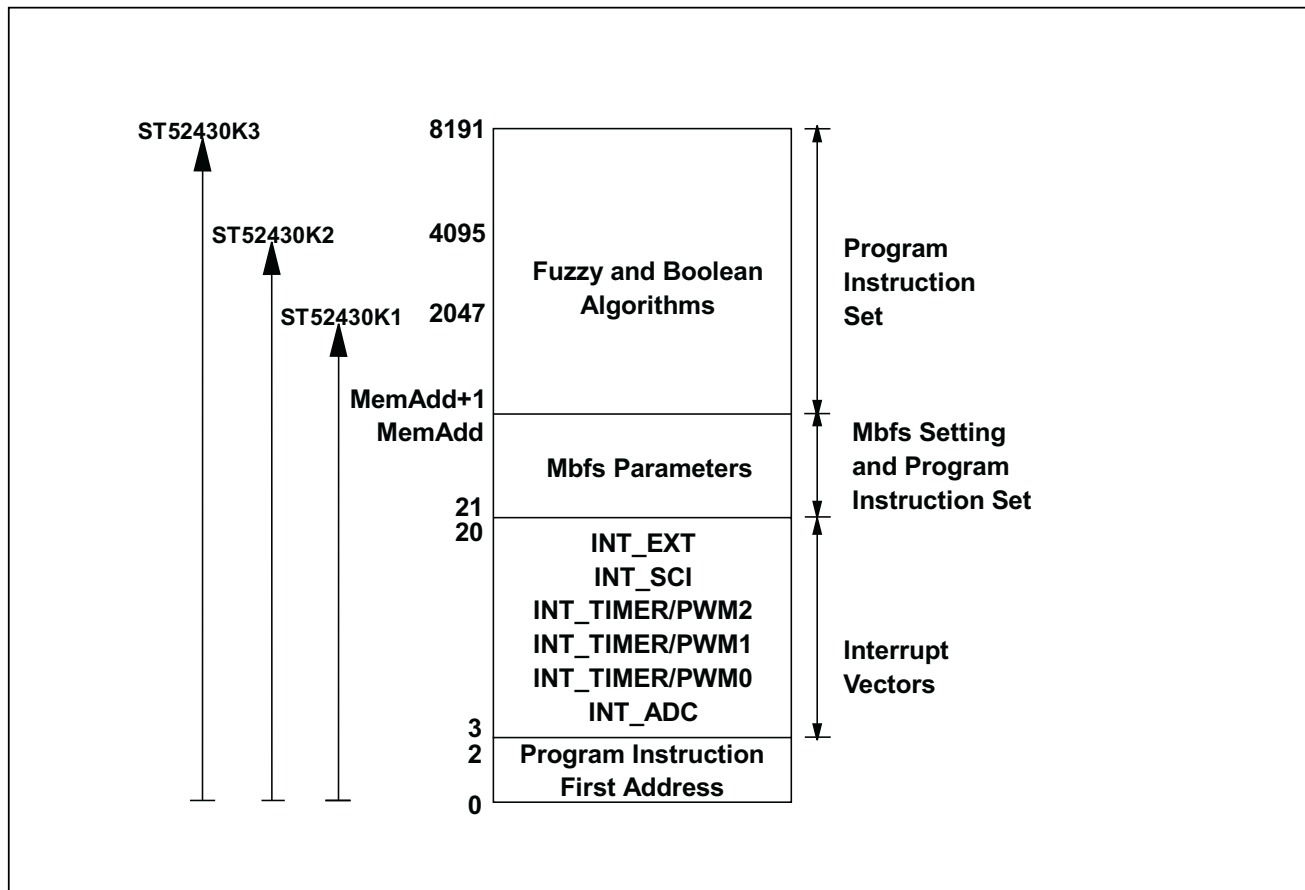 ST52430K3
8191
ST52430K2
4095
ST52430K1
2047
Fuzzy and Boolean
Algorithms
Program
Instruction
Set
MemAdd+1
MemAdd
Mbfs Parameters
Mbfs Setting
and Program
Instruction Set
21
20
INT_EXT
INT_SCI
INT_TIMER/PWM2
INT_TIMER/PWM1
INT_TIMER/PWM0
INT_ADC
Interrupt
Vectors
3
2
Program Instruction
First Address
0